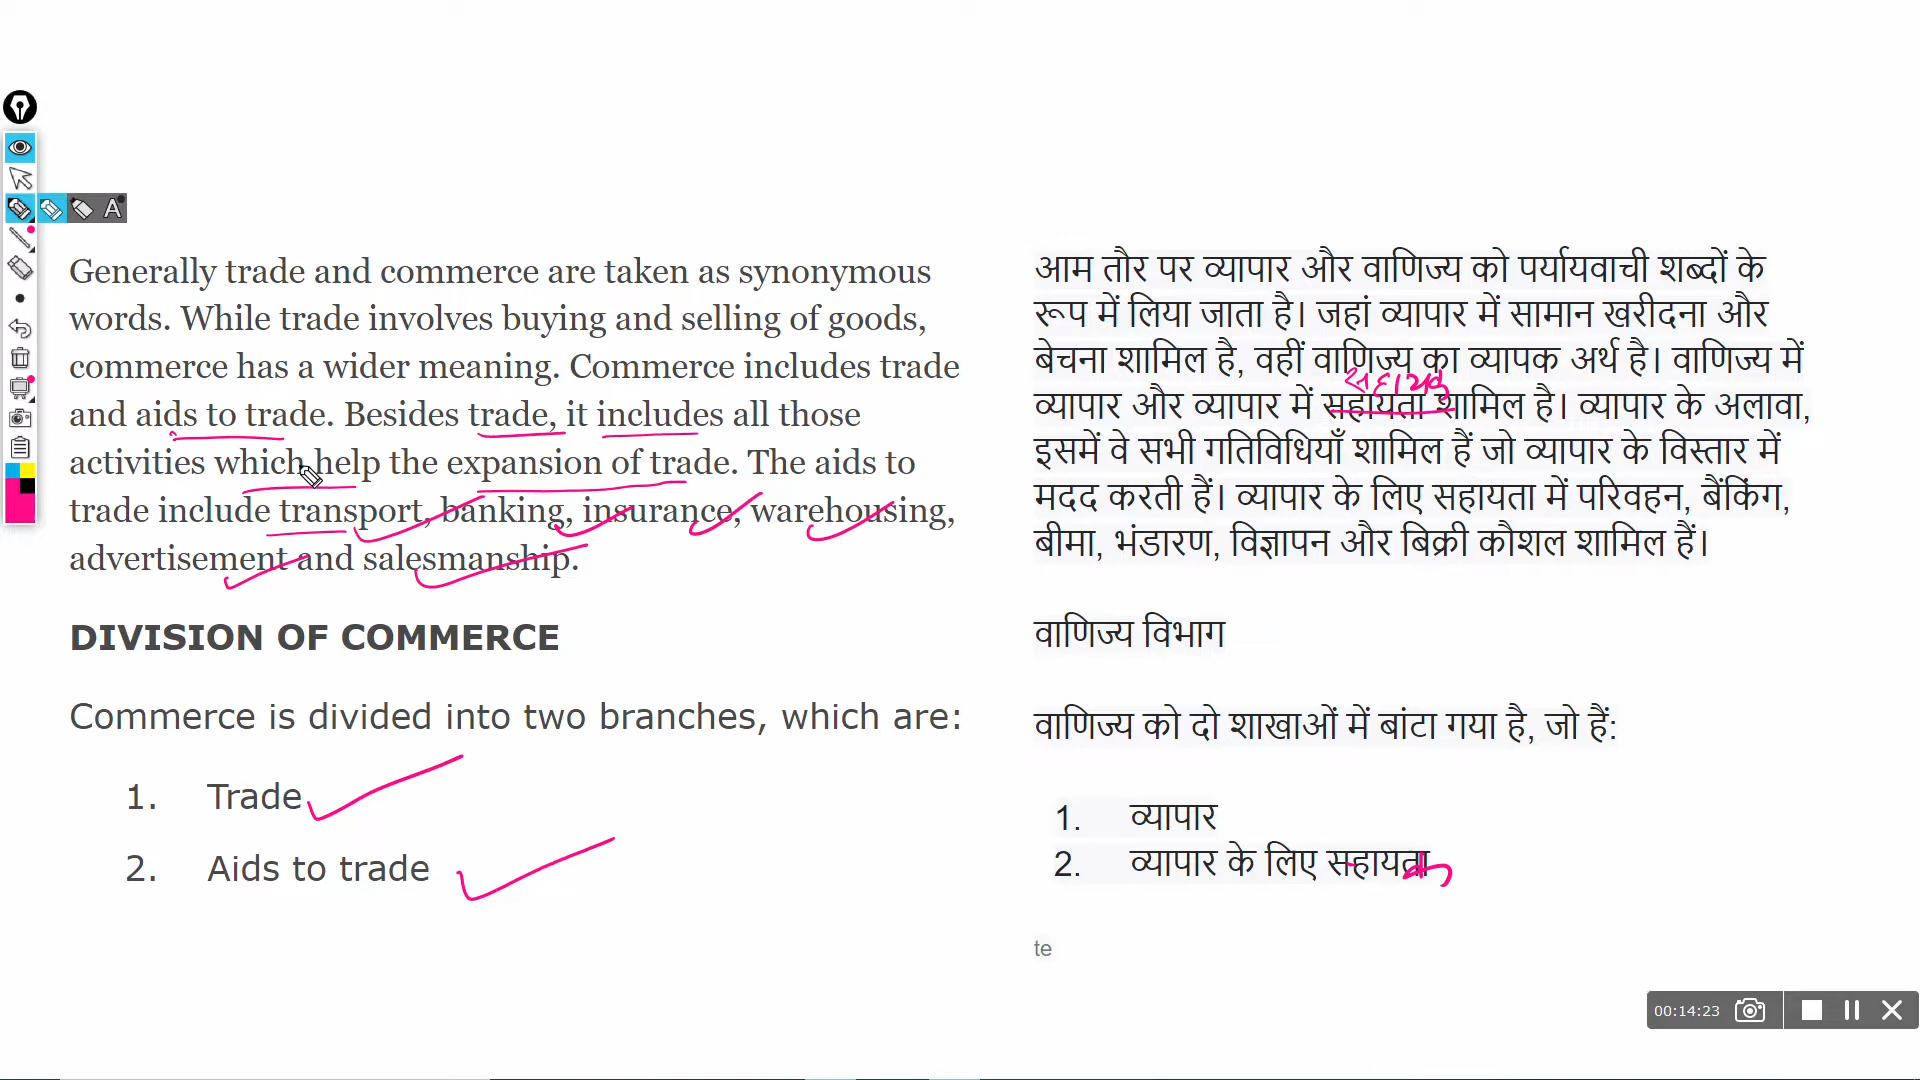 Generally trade and commerce are taken as synonymous
words. While trade involves buying and selling of goods,
commerce has a wider meaning. Commerce includes trade
and aids to trade. Besides trade, it includes all those
activities which help the expansion of trade. The aids to
trade include transport, banking, insurance, warehousing,
advertisement and salesmanship.
DIVISION OF COMMERCE
Commerce is divided into two branches, which are:
1. Trade
2. Aids to trade
आम तौर पर व्यापार और वाणिज्य को पर्यायवाची शब्दों के
रूप में लिया जाता है। जहां व्यापार में सामान खरीदना और
बेचना शामिल है, वहीं वाणिज्य का व्यापक अर्थ है। वाणिज्य में
सहायक
व्यापार और व्यापार में सहायता शामिल है। व्यापार के अलावा,
इसमें वे सभी गतिविधियाँ शामिल हैं जो व्यापार के विस्तार में
मदद करती हैं। व्यापार के लिए सहायता में परिवहन, बैंकिंग,
बीमा, भंडारण, विज्ञापन और बिक्री कौशल शामिल हैं।
वाणिज्य विभाग
वाणिज्य को दो शाखाओं में बांटा गया है, जो हैं:
1. व्यापार
2. व्यापार के लिए सहायता
te
A
00:14:23